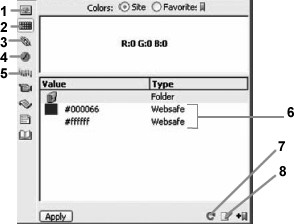 Colors: Site Favorites
1
2
3
4
5
R:0 G:0 B:0
Value Type
Folder
#000066 Websafe
#ffffff Websafe
6
7
8
Apply